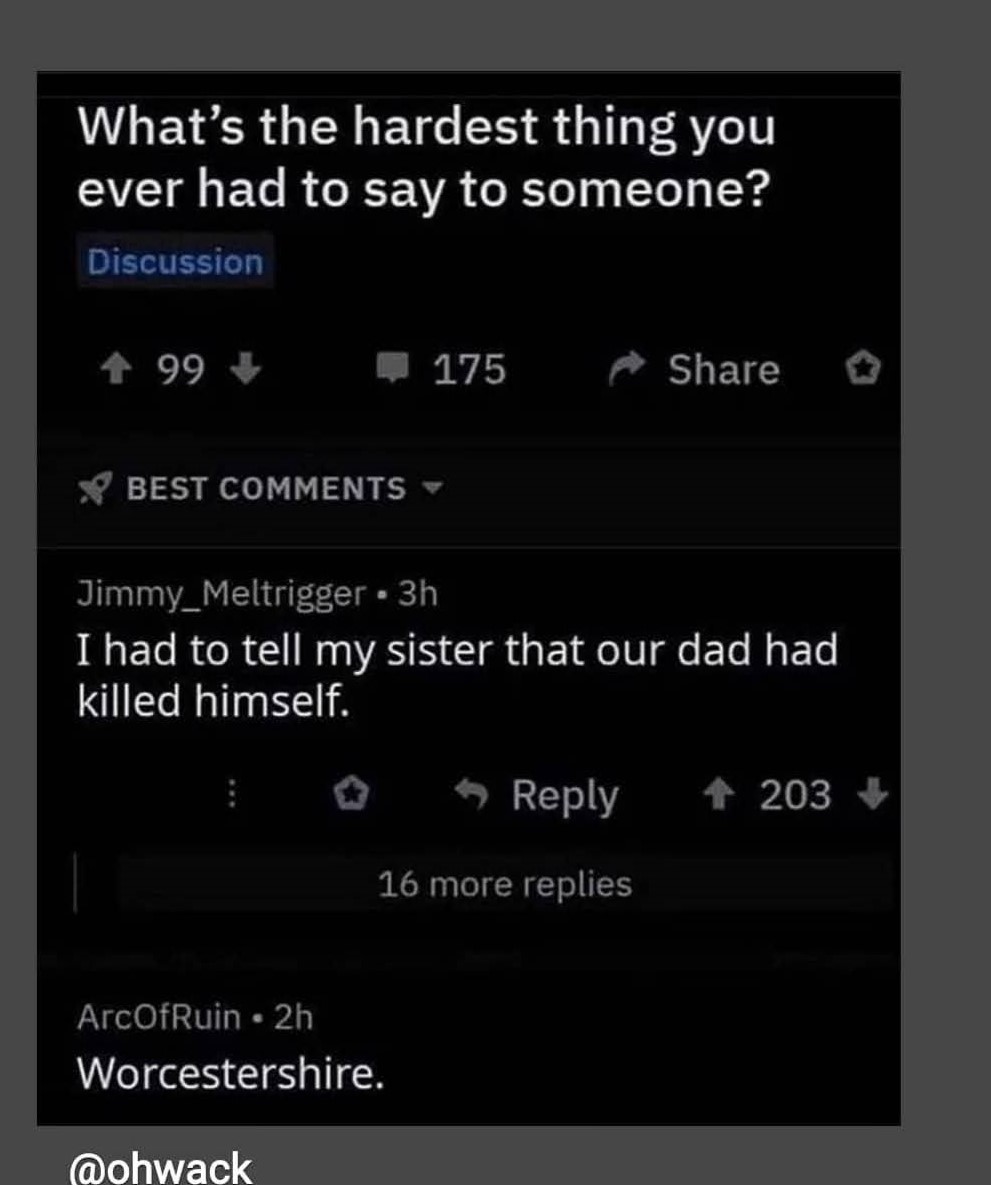 What’s the hardest thing you
ever had to say to someone?
Discussion
99
175
Share
BEST COMMENTS
Jimmy_Meltrigger • 3h
I had to tell my sister that our dad had
killed himself.
Reply
203
16 more replies
ArcOfRuin • 2h
Worcestershire.
@ohwack